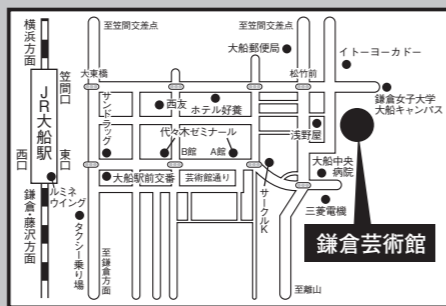 至笠間交差点
至笠間交差点
横浜方面
大船郵便局
イトーヨーカドー
笠間口
大東橋
松竹前
JR大船駅
西友
ホテル好養
鎌倉女子大学
大船キャンパス
サンドラッグ
代々木ゼミナール
浅野屋
B館
A館
西口
東口
大船中央
病院
ルミネ
ウイング
大船駅前交番
芸術館通り
サークルK
三菱電機
鎌倉・藤沢方面
タクシー乗り場
鎌倉芸術館
至鎌倉方面
至離山